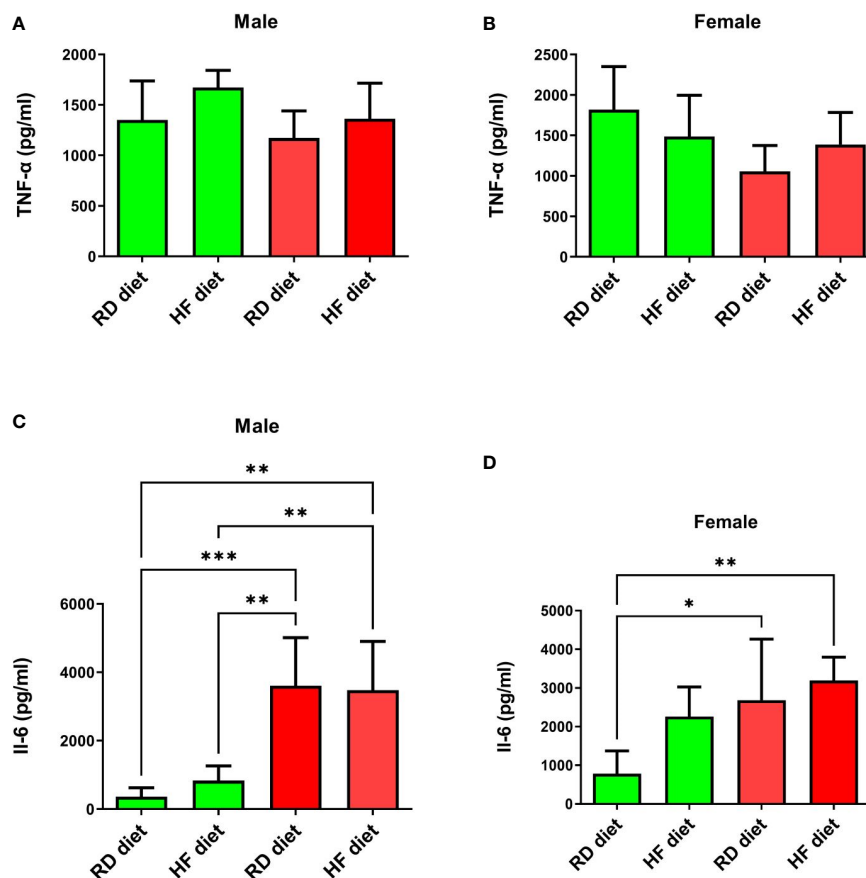 A
Male
TNF-α (pg/ml)
2000
1500
1000
500
0
RD diet
HF diet
RD diet
HF diet
B
Female
TNF-α (pg/ml)
2500
2000
1500
1000
500
0
RD diet
HF diet
RD diet
HF diet
C
Male
**
**
***
**
Il-6 (pg/ml)
6000
4000
2000
0
RD diet
HF diet
RD diet
HF diet
D
Female
**
*
Il-6 (pg/ml)
5000
4000
3000
2000
1000
0
RD diet
HF diet
RD diet
HF diet